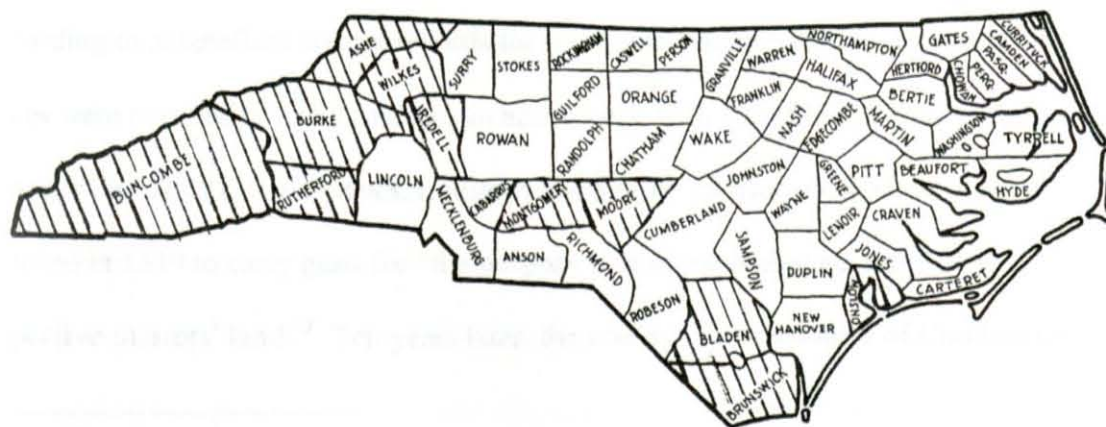 ASHE
WILKES
SURRY
STOKES
ROCKINGHAM
CASWELL
PERSON
GRANVILLE
WARREN
NORTHAMPTON
GATES
CURRITUCK
CAMDEN
PASQ.
PERQ.
CHOWAN
HERTFORD
HALIFAX
FRANKLIN
BERTIE
BURKE
IREDELL
ROWAN
GUILFORD
ORANGE
RANDOLPH
CHATHAM
WAKE
NASH
EDGECOMBE
MARTIN
WASHINGTON
TYRRELL
BUNCOMBE
RUTHERFORD
LINCOLN
MECKLENBURG
CABARRUS
MONTGOMERY
MOORE
JOHNSTON
GREENE
PITT
BEAUFORT
HYDE
ANSON
RICHMOND
CUMBERLAND
WAYNE
LENOIR
CRAVEN
SAMPSON
JONES
ROBESON
DUPLIN
ONSLOW
CARTERET
BLADEN
NEW
HANOVER
BRUNSWICK